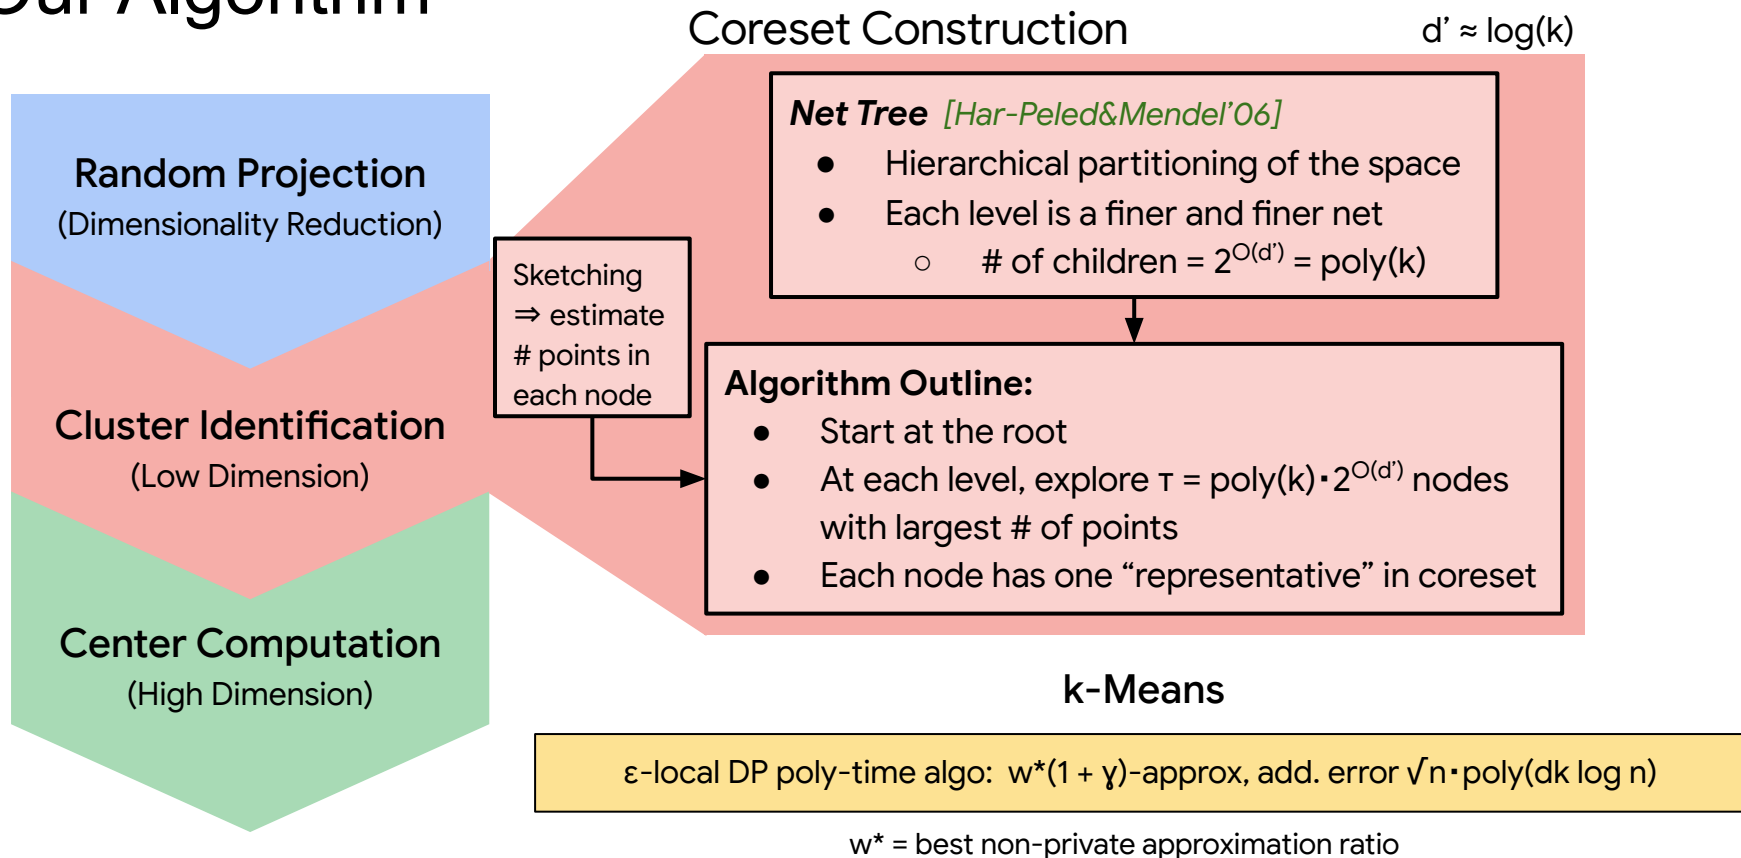 Our Algorithm
Coreset Construction
d’ ≈ log(k)
Random Projection
(Dimensionality Reduction)
Cluster Identification
(Low Dimension)
Center Computation
(High Dimension)
Sketching
⇒ estimate
# points in
each node
Net Tree [Har-Peled&Mendel’06]
● Hierarchical partitioning of the space
● Each level is a finer and finer net
○ # of children = 2^O(d’) = poly(k)
Algorithm Outline:
● Start at the root
● At each level, explore τ = poly(k)·2^O(d’) nodes
with largest # of points
● Each node has one “representative” in coreset
k-Means
ε-local DP poly-time algo: w*(1 + ɣ)-approx, add. error √n·poly(dk log n)
w* = best non-private approximation ratio